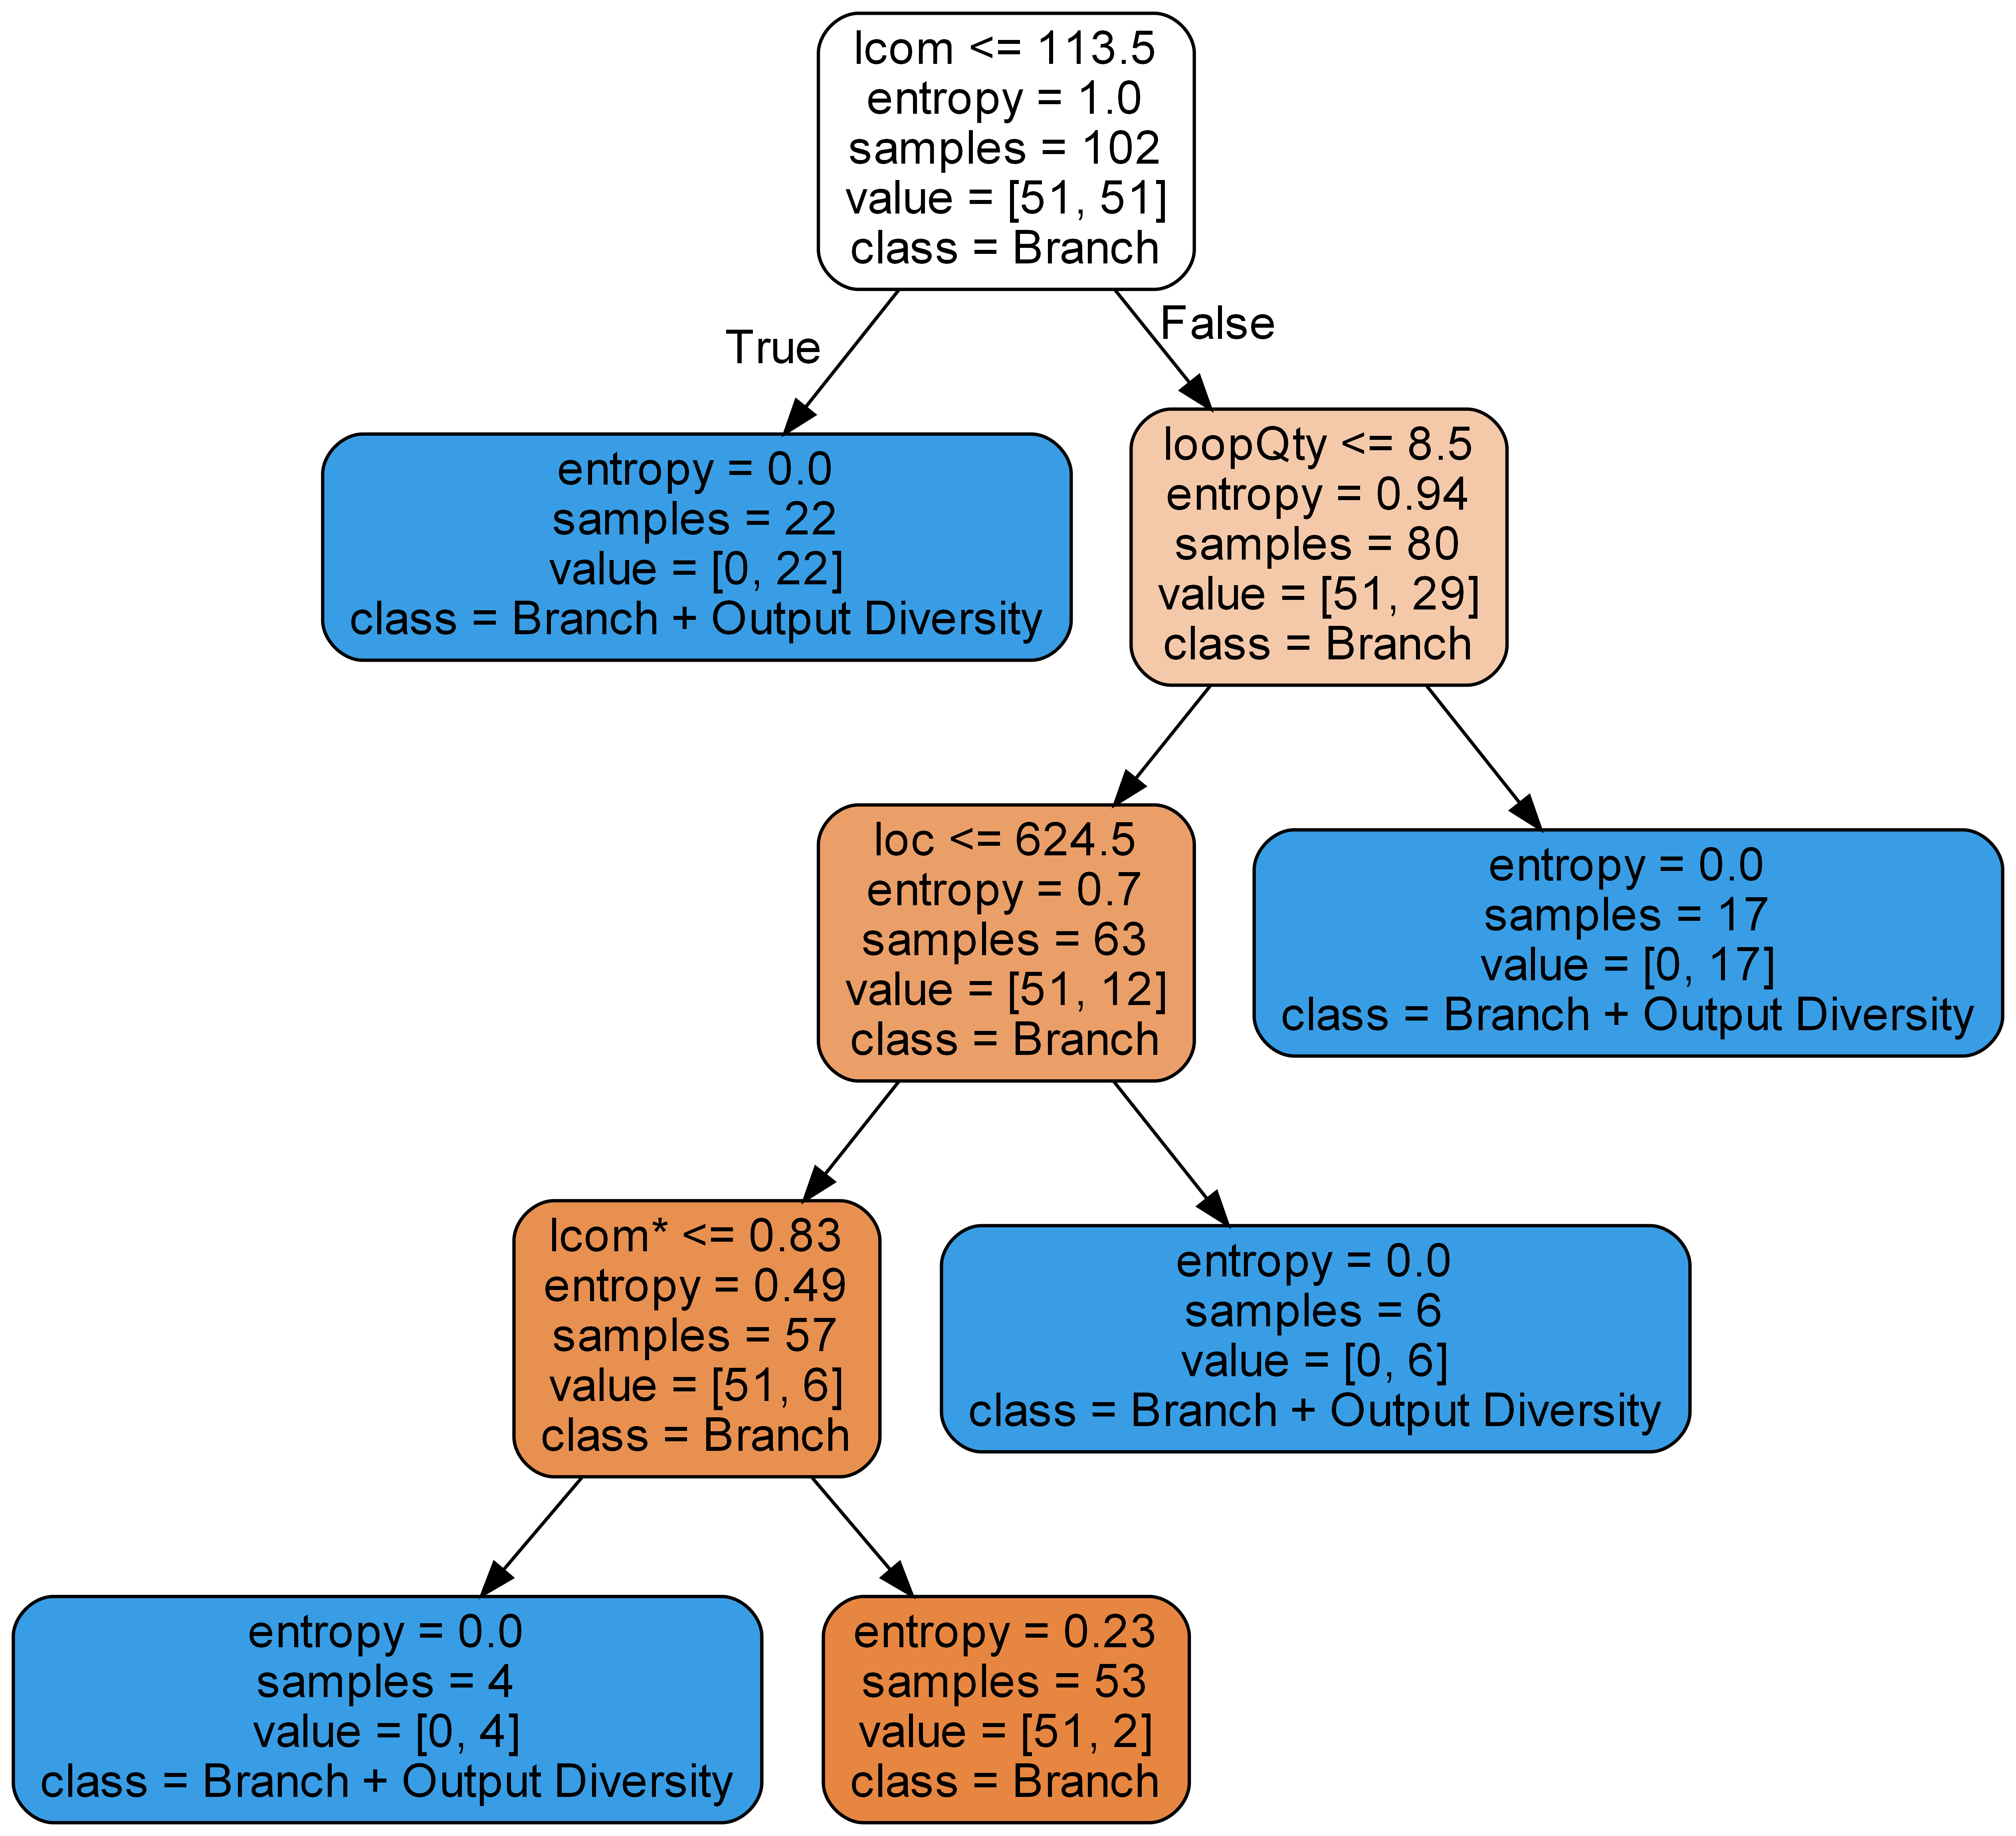 lcom <= 113.5
entropy = 1.0
samples = 102
value = [51, 51]
class = Branch
True
False
entropy = 0.0
samples = 22
value = [0, 22]
class = Branch + Output Diversity
loopQty <= 8.5
entropy = 0.94
samples = 80
value = [51, 29]
class = Branch
loc <= 624.5
entropy = 0.7
samples = 63
value = [51, 12]
class = Branch
entropy = 0.0
samples = 17
value = [0, 17]
class = Branch + Output Diversity
lcom* <= 0.83
entropy = 0.49
samples = 57
value = [51, 6]
class = Branch
entropy = 0.0
samples = 6
value = [0, 6]
class = Branch + Output Diversity
entropy = 0.0
samples = 4
value = [0, 4]
class = Branch + Output Diversity
entropy = 0.23
samples = 53
value = [51, 2]
class = Branch